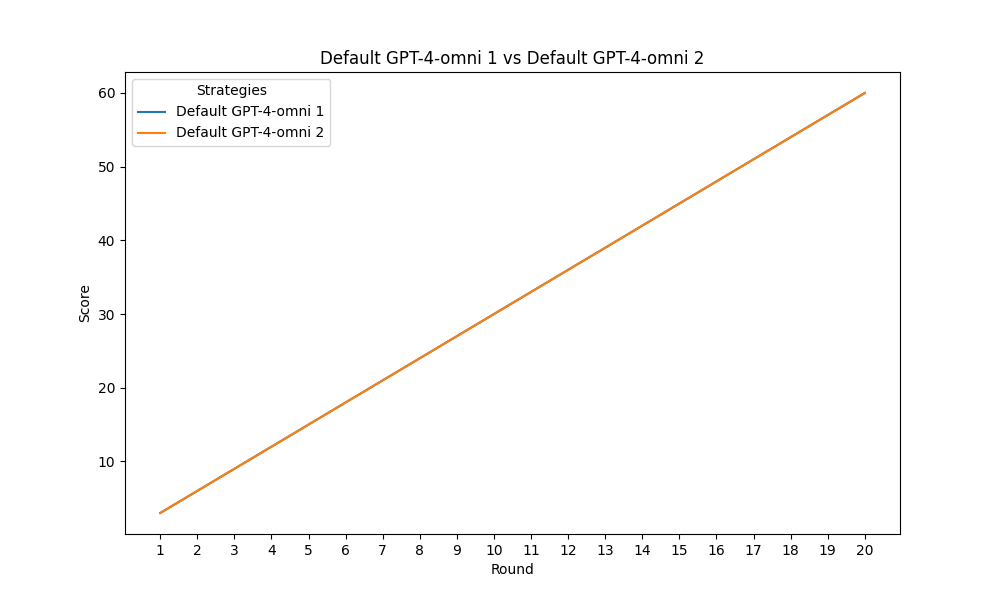 Default GPT-4-omni 1 vs Default GPT-4-omni 2
Strategies
Default GPT-4-omni 1
Default GPT-4-omni 2
60
50
40
30
20
10
Score
1 2 3 4 5 6 7 8 9 10 11 12 13 14 15 16 17 18 19 20
Round